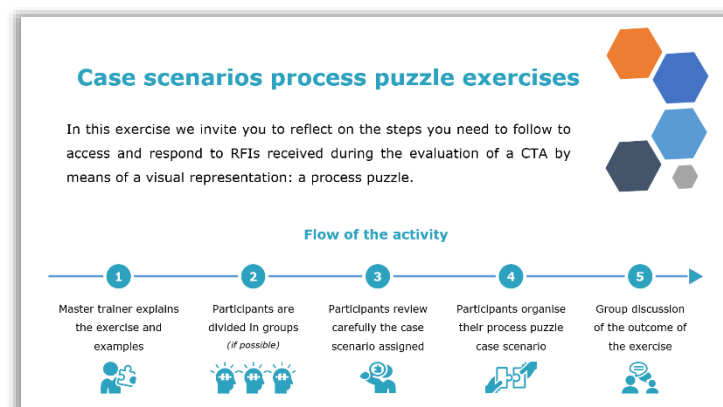 Case scenarios process puzzle exercises
In this exercise we invite you to reflect on the steps you need to follow to
access and respond to RFIs received during the evaluation of a CTA by
means of a visual representation: a process puzzle.
Flow of the activity
1
2
3
4
5
Master trainer explains
the exercise and
examples
Participants are
divided in groups
(if possible)
Participants review
carefully the case
scenario assigned
Participants organise
their process puzzle
case scenario
Group discussion
of the outcome of
the exercise